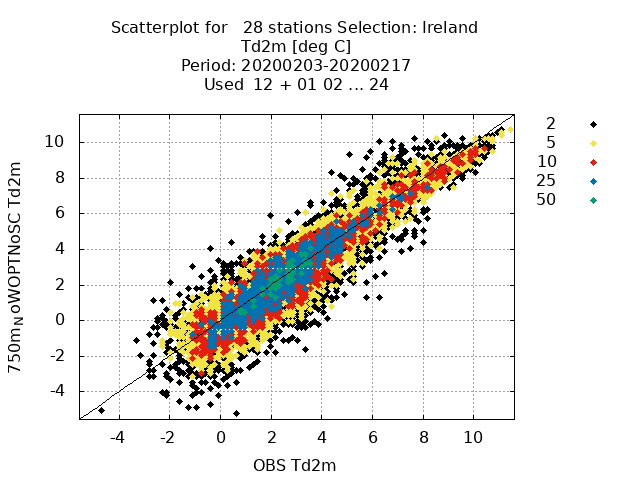 Scatterplot for 28 stations Selection: Ireland
Td2m [deg C]
Period: 20200203-20200217
Used 12 + 01 02 ... 24
2
5
10
25
50
10
8
6
4
2
0
-2
-4
750m_NoWOPTNoSC Td2m
-4 -2 0 2 4 6 8 10
OBS Td2m